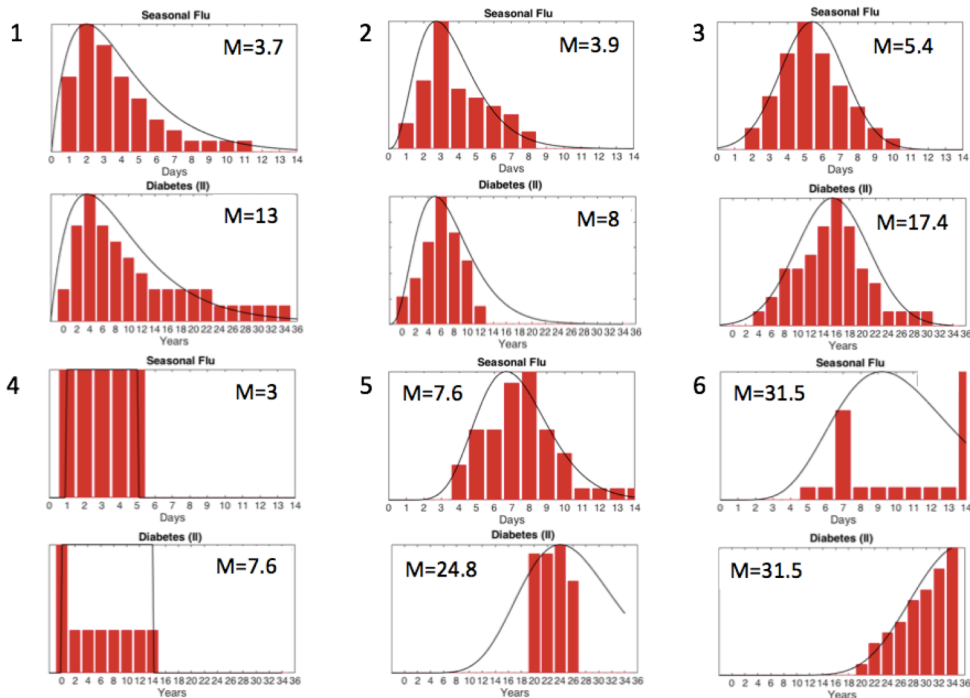 Seasonal Flu
1
M=3.7
0 1 2 3 4 5 6 7 8 10 10 11 12 13 14
Days
Diabetes (II)
M=13
0 2 4 6 8 10 12 14 16 18 20 22 24 26 28 30 32 34 36
Years
Seasonal Flu
2
M=3.9
0 1 2 3 4 5 6 7 8 10 10 11 12 13 14
Days
Diabetes (II)
M=8
0 2 4 6 8 10 12 14 16 18 20 22 24 26 28 30 32 34 36
Years
Seasonal Flu
3
M=5.4
0 1 2 3 4 5 6 7 8 10 10 11 12 13 14
Days
Diabetes (II)
M=17.4
0 2 4 6 8 10 12 14 16 18 20 22 24 26 28 30 32 34 36
Years
Seasonal Flu
4
M=3
0 1 2 3 4 5 6 7 8 10 10 11 12 13 14
Days
Diabetes (II)
M=7.6
0 2 4 6 8 10 12 14 16 18 20 22 24 26 28 30 32 34 36
Years
Seasonal Flu
5
M=7.6
0 1 2 3 4 5 6 7 8 10 10 11 12 13 14
Days
Diabetes (II)
M=24.8
0 2 4 6 8 10 12 14 16 18 20 22 24 26 28 30 32 34 36
Years
Seasonal Flu
6
M=31.5
0 1 2 3 4 5 6 7 8 10 10 11 12 13 14
Days
Diabetes (II)
M=31.5
0 2 4 6 8 10 12 14 16 18 20 22 24 26 28 30 32 34 36
Years